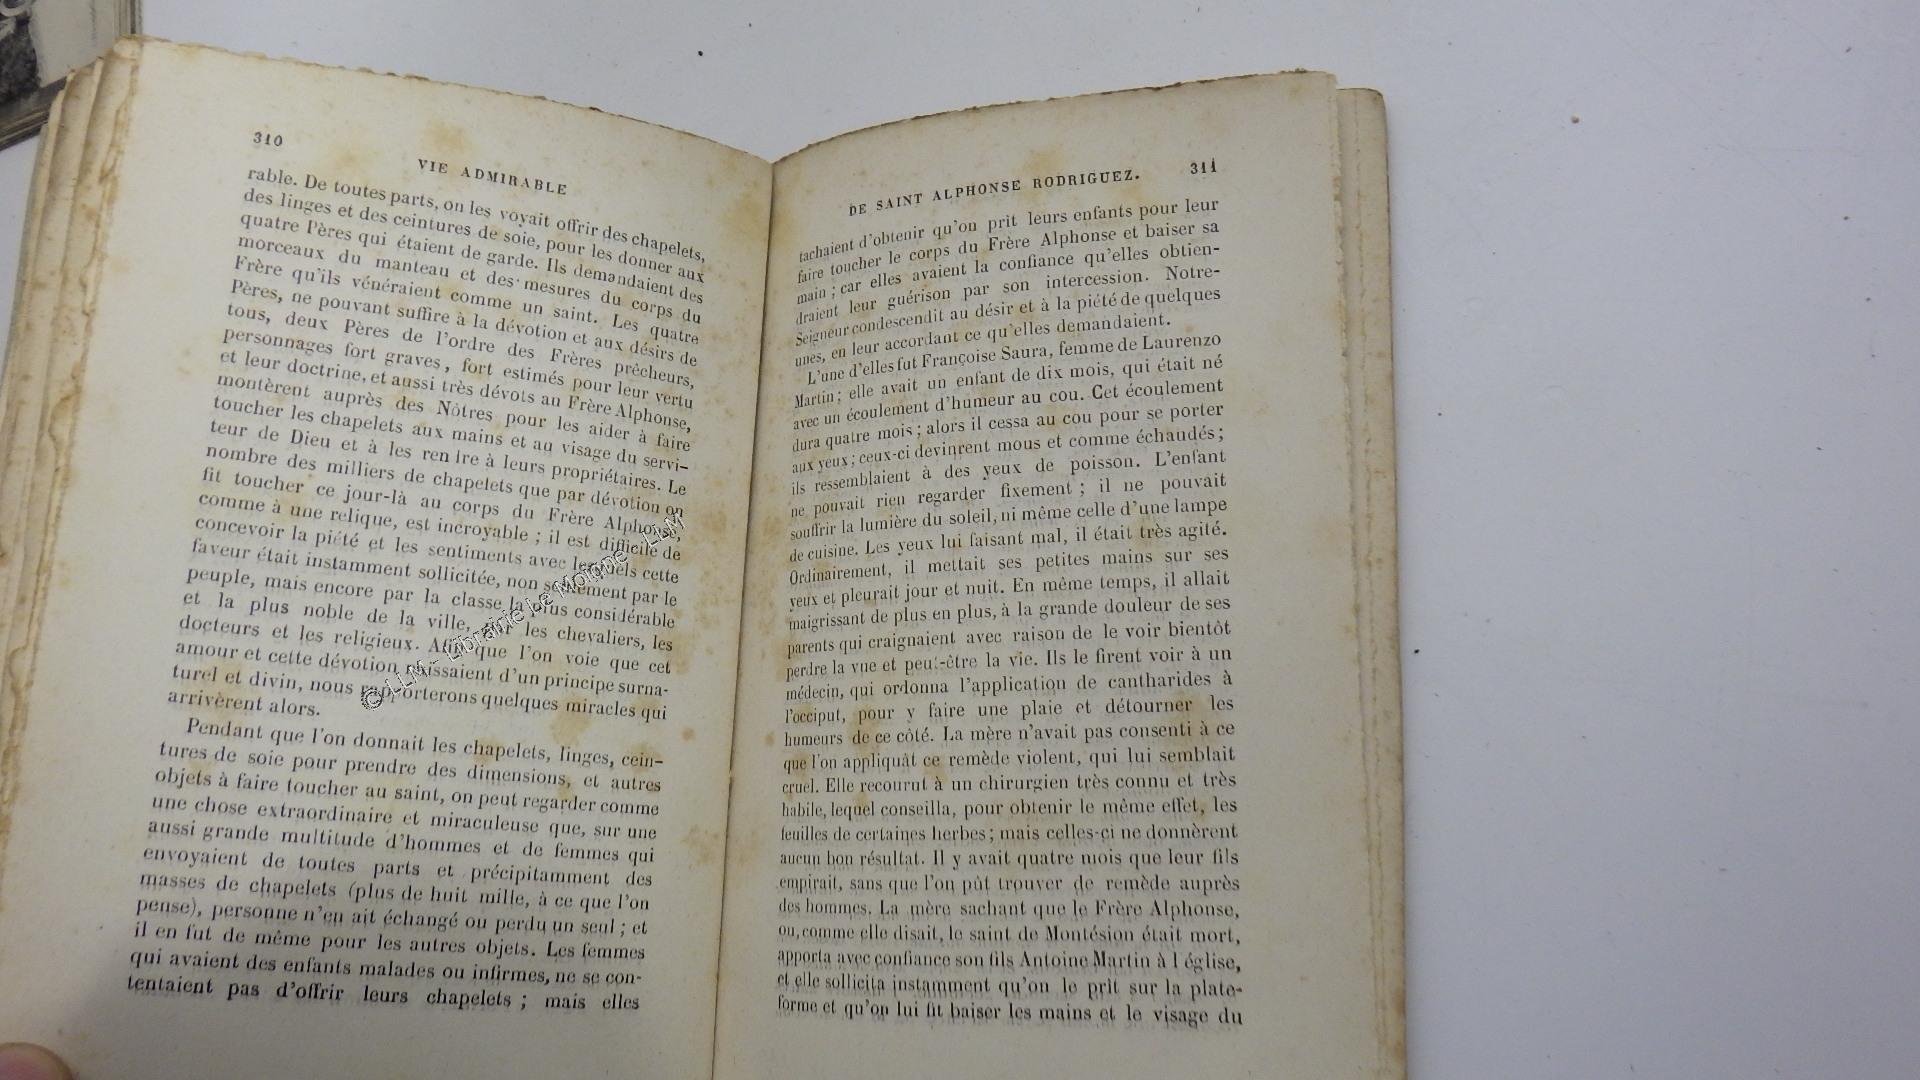 310
VIE ADMIRABLE
rable. De toutes parts, on les voyait offrir des chapelets,
des linges et des ceintures de soie, pour les donner aux
quatre Pères qui étaient de garde. Ils demandaient des
morceaux du manteau et des mesures du corps du
Frère qu'ils vénéraient comme un saint. Les quatre
Pères, ne pouvant suffire à la dévotion et aux désirs de
tous, deux Pères de l'ordre des Frères prêcheurs,
personnages fort graves, fort estimés pour leur vertu
et leur doctrine, et aussi très dévots au Frère Alphonse,
montèrent auprès des Nôtres pour les aider à faire
toucher les chapelets aux mains et au visage du servi-
teur de Dieu et à les ren lre à leurs propriétaires. Le
nombre des milliers de chapelets que par dévotion on
fit toucher ce jour-là au corps du Frère Alphonse,
comme à une relique, est incroyable ; il est difficile de
concevoir la piété et les sentiments avec lesquels cette
faveur était instamment sollicitée, non seulement par le
peuple, mais encore par la classe la plus considérable
et la plus noble de la ville, par les chevaliers, les
docteurs et les religieux. Afin que l'on voie que cet
amour et cette dévotion naissaient d'un principe surna-
turel et divin, nous rapporterons quelques miracles qui
arrivèrent alors.
Pendant que l'on donnait les chapelets, linges, cein-
tures de soie pour prendre des dimensions, et autres
objets à faire toucher au saint, on peut regarder comme
une chose extraordinaire et miraculeuse que, sur une
aussi grande multitude d'hommes et de femmes qui
envoyaient de toutes parts et précipitamment des
masses de chapelets (plus de huit mille, à ce que l'on
pense), personne n'en ait échangé ou perdu un seul ; et
il en fut de même pour les autres objets. Les femmes
qui avaient des enfants malades ou infirmes, ne se con-
tentaient pas d'offrir leurs chapelets ; mais elles
© LLM - Librairie Le Moinne - LLM
DE SAINT ALPHONSE RODRIGUEZ.
311
tachaient d'obtenir qu'on prît leurs enfants pour leur
faire toucher le corps du Frère Alphonse et baiser sa
main ; car elles avaient la confiance qu'elles obtien-
draient leur guérison par son intercession. Notre-
Seigneur condescendit au désir et à la piété de quelques
unes, en leur accordant ce qu'elles demandaient.
L'une d'elles fut Françoise Saura, femme de Laurenzo
Martin ; elle avait un enfant de dix mois, qui était né
avec un écoulement d'humeur au cou. Cet écoulement
dura quatre mois ; alors il cessa au cou pour se porter
aux yeux ; ceux-ci devinrent mous et comme échaudés ;
ils ressemblaient à des yeux de poisson. L'enfant
ne pouvait rien regarder fixement ; il ne pouvait
souffrir la lumière du soleil, ni même celle d'une lampe
de cuisine. Les yeux lui faisant mal, il était très agité.
Ordinairement, il mettait ses petites mains sur ses
yeux et pleurait jour et nuit. En même temps, il allait
maigrissant de plus en plus, à la grande douleur de ses
parents qui craignaient avec raison de le voir bientôt
perdre la vue et peut-être la vie. Ils le firent voir à un
médecin, qui ordonna l'application de cantharides à
l'occiput, pour y faire une plaie et détourner les
humeurs de ce côté. La mère n'avait pas consenti à ce
que l'on appliquât ce remède violent, qui lui semblait
cruel. Elle recourut à un chirurgien très connu et très
habile, lequel conseilla, pour obtenir le même effet, les
feuilles de certaines herbes ; mais celles-ci ne donnèrent
aucun bon résultat. Il y avait quatre mois que leur fils
empirait, sans que l'on pût trouver de remède auprès
des hommes. La mère sachant que le Frère Alphonse,
ou, comme elle disait, le saint de Montésion était mort,
apporta avec confiance son fils Antoine Martin à l église,
et elle sollicita instamment qu'on le prît sur la plate-
forme et qu'on lui fit baiser les mains et le visage du